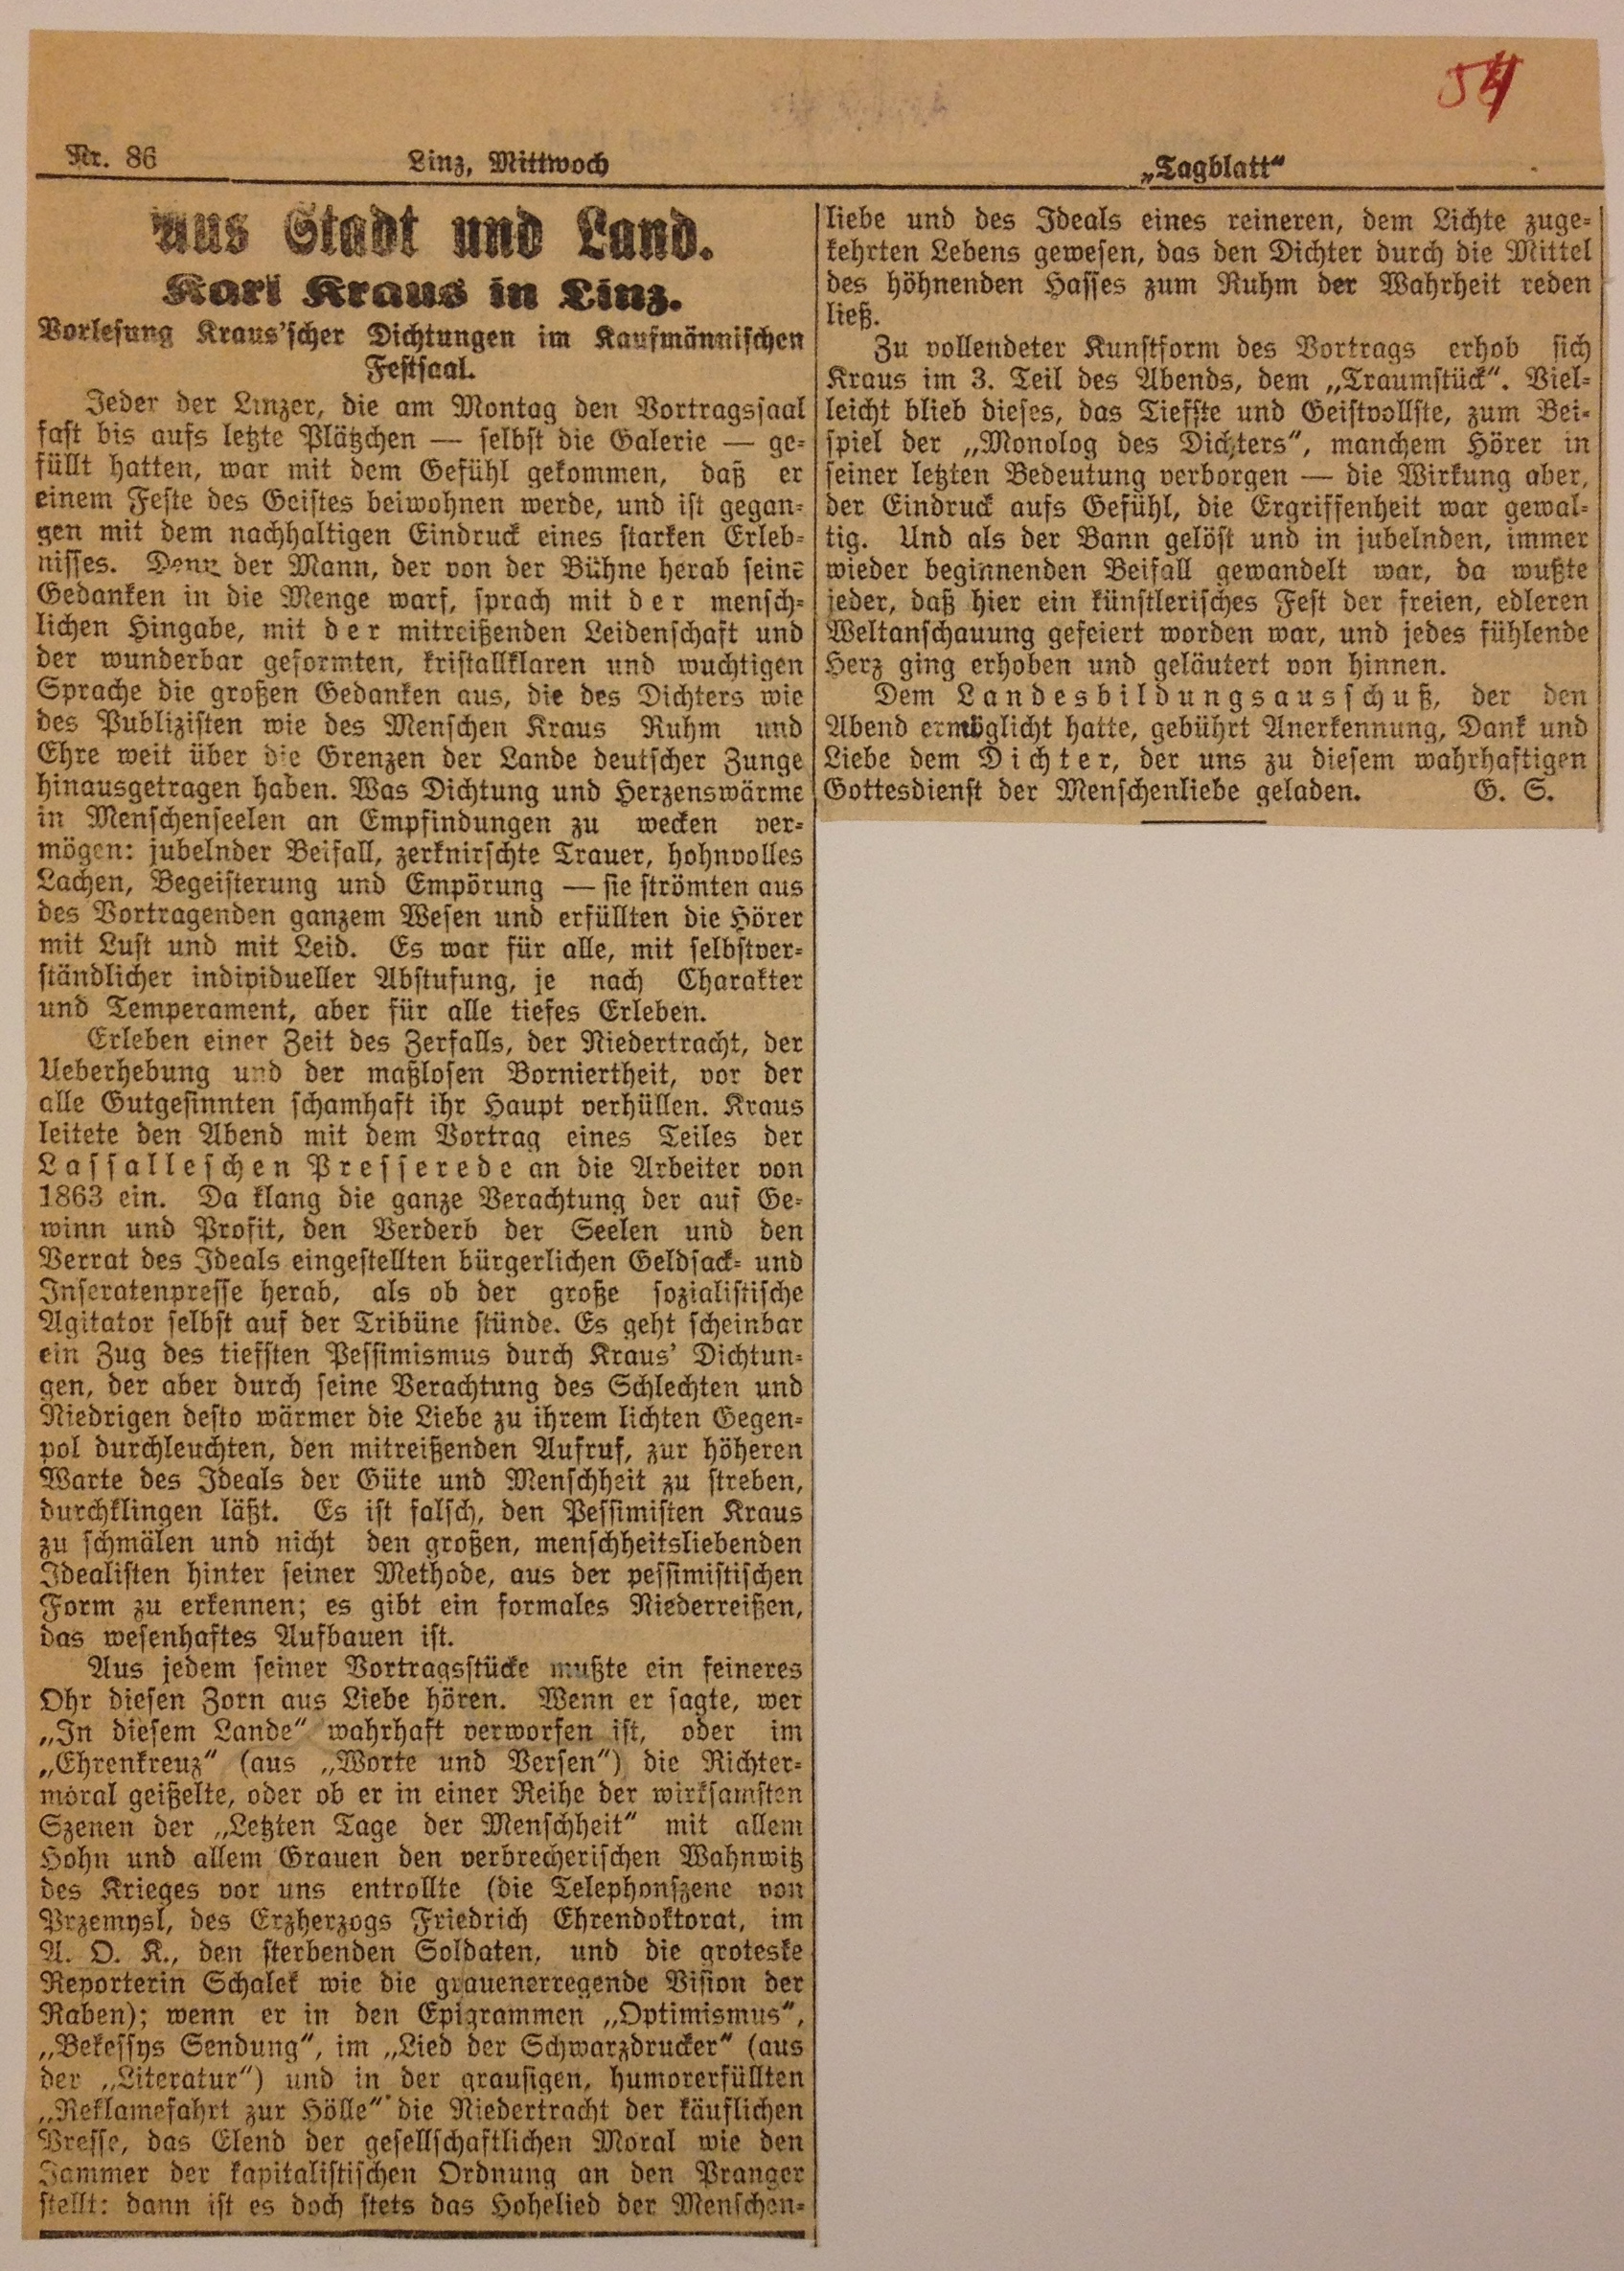 54
Nr. 86
Linz, Mittwoch
„Tagblatt“
Aus Stadt und Land.
Karl Kraus in Linz.
Vorlesung Kraus'scher Dichtungen im Kaufmännischen
Festsaal.
Jeder der Linzer, die am Montag den Vortragssaal
fast bis aufs letzte Plätzchen — selbst die Galerie — ge-
füllt hatten, war mit dem Gefühl gekommen, daß er
einem Feste des Geistes beiwohnen werde, und ist gegan-
gen mit dem nachhaltigen Eindruck eines starken Erleb-
nisses. Denn der Mann, der von der Bühne herab seine
Gedanken in die Menge warf, sprach mit der mensch-
lichen Hingabe, mit der mitreißenden Leidenschaft und
der wunderbar geformten, kristallklaren und wuchtigen
Sprache die großen Gedanken aus, die des Dichters wie
des Publizisten wie des Menschen Kraus Ruhm und
Ehre weit über die Grenzen der Lande deutscher Zunge
hinausgetragen haben. Was Dichtung und Herzenswärme
in Menschenseelen an Empfindungen zu wecken ver-
mögen: jubelnder Beifall, zerknirschte Trauer, hohnvolles
Lachen, Begeisterung und Empörung — sie strömten aus
des Vortragenden ganzem Wesen und erfüllten die Hörer
mit Lust und mit Leid. Es war für alle, mit selbstver-
ständlicher indipidueller Abstufung, je nach Charakter
und Temperament, aber für alle tiefes Erleben.
Erleben einer Zeit des Zerfalls, der Niedertracht, der
Ueberhebung und der maßlosen Borniertheit, vor der
alle Gutgesinnten schamhaft ihr Haupt verhüllen. Kraus
leitete den Abend mit dem Vortrag eines Teiles der
Lassalleschen Presserede an die Arbeiter von
1863 ein. Da klang die ganze Verachtung der auf Ge-
winn und Profit, den Verderb der Seelen und den
Verrat des Ideals eingestellten bürgerlichen Geldsack- und
Inseratenpresse herab, als ob der große sozialistische
Agitator selbst auf der Tribüne stünde. Es geht scheinbar
ein Zug des tiefsten Pessimismus durch Kraus' Dichtun-
gen, der aber durch seine Verachtung des Schlechten und
Niedrigen desto wärmer die Liebe zu ihrem lichten Gegen-
pol durchleuchten, den mitreißenden Aufruf, zur höheren
Warte des Ideals der Güte und Menschheit zu streben,
durchklingen läßt. Es ist falsch, den Pessimisten Kraus
zu schmälen und nicht den großen, menschheitsliebenden
Idealisten hinter seiner Methode, aus der pessimistischen
Form zu erkennen; es gibt ein formales Niederreißen,
das wesenhaftes Aufbauen ist.
Aus jedem seiner Vortragsstücke mußte ein feineres
Ohr diesen Zorn aus Liebe hören. Wenn er sagte, wer
„In diesem Lande“ wahrhaft verworfen ist, oder im
„Ehrenkreuz“ (aus „Worte und Versen“) die Richter-
moral geißelte, oder ob er in einer Reihe der wirksamsten
Szenen der „Letzten Tage der Menschheit“ mit allem
Hohn und allem Grauen den verbrecherischen Wahnwitz
des Krieges vor uns entrollte (die Telephonszene von
Przemysl, des Erzherzogs Friedrich Ehrendoktorat, im
A. O. K., den sterbenden Soldaten, und die groteske
Reporterin Schalek wie die grauenerregende Vision der
Raben); wenn er in den Epigrammen „Optimismus“,
„Bekessys Sendung“, im „Lied der Schwarzdrucker“ (aus
der „Literatur“) und in der grausigen, humorerfüllten
„Reklamefahrt zur Hölle“ die Niedertracht der käuflichen
Presse, das Elend der gesellschaftlichen Moral wie den
Jammer der kapitalistischen Ordnung an den Pranger
stellt: dann ist es doch stets das Hohelied der Menschen-
liebe und des Ideals eines reineren, dem Lichte zuge-
kehrten Lebens gewesen, das den Dichter durch die Mittel
des höhnenden Hasses zum Ruhm der Wahrheit reden
ließ.
Zu vollendeter Kunstform des Vortrags erhob sich
Kraus im 3. Teil des Abends, dem „Traumstück“. Viel-
leicht blieb dieses, das Tiefste und Geistvollste, zum Bei-
spiel der „Monolog des Dichters“, manchem Hörer in
seiner letzten Bedeutung verborgen — die Wirkung aber,
der Eindruck aufs Gefühl, die Ergriffenheit war gewal-
tig. Und als der Bann gelöst und in jubelnden, immer
wieder beginnenden Beifall gewandelt war, da wußte
jeder, daß hier ein künstlerisches Fest der freien, edleren
Weltanschauung gefeiert worden war, und jedes fühlende
Herz ging erhoben und geläutert von hinnen.
Dem Landesbildungsausschuß, der den
Abend ermöglicht hatte, gebührt Anerkennung, Dank und
Liebe dem Dichter, der uns zu diesem wahrhaftigen
Gottesdienst der Menschenliebe geladen. G. S.